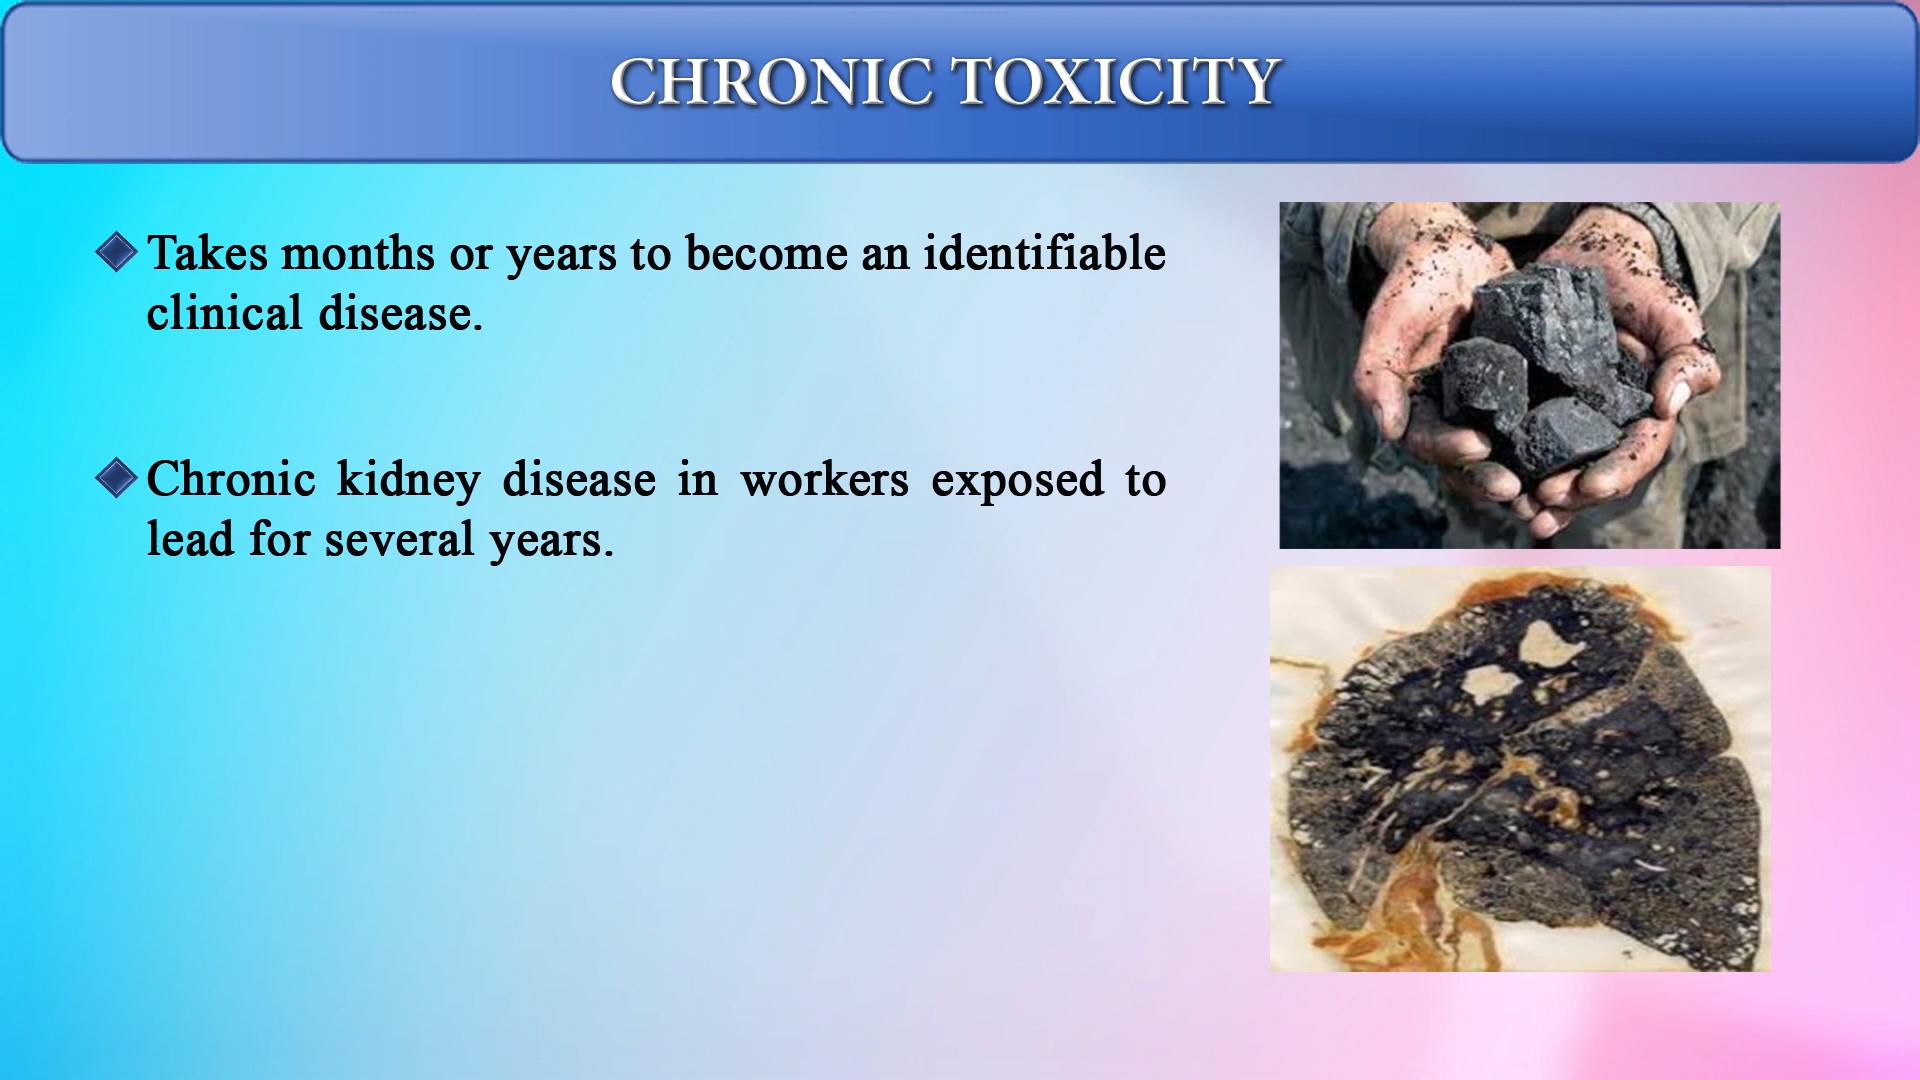 CHRONIC TOXICITY
Takes months or years to become an identifiable
clinical disease.
Chronic kidney disease in workers exposed to
lead for several years.